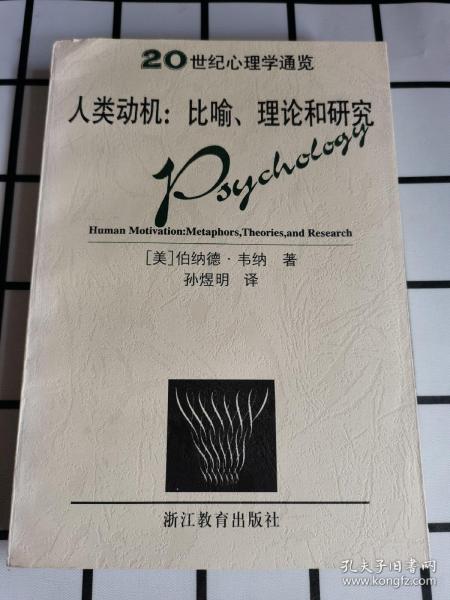 20世纪心理学通览
人类动机：比喻、理论和研究
Psychology
Human Motivation:Metaphors,Theories,and Research
［美］伯纳德·韦纳 著
孙煜明 译
浙江教育出版社
孔夫子旧书网
www.kongfz.com